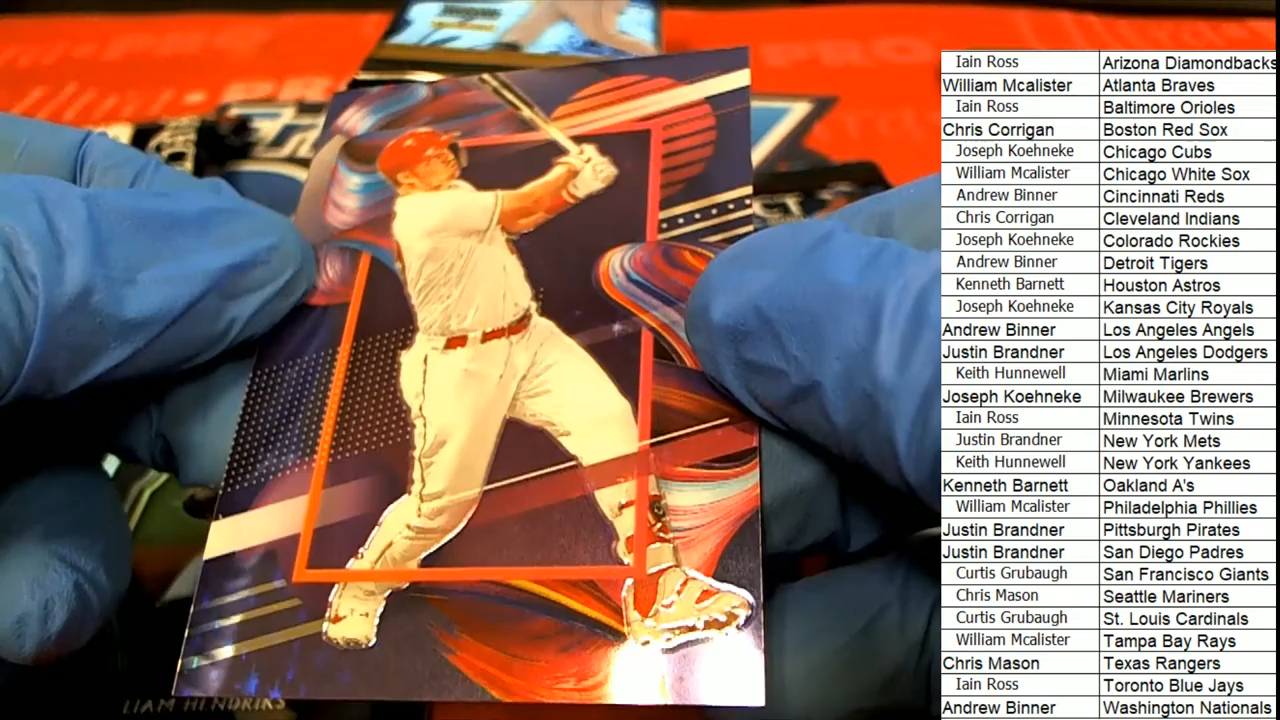 PRO
PRO
Iain Ross Arizona Diamondbacks
William Mcalister Atlanta Braves
Iain Ross Baltimore Orioles
Chris Corrigan Boston Red Sox
Joseph Koehneke Chicago Cubs
William Mcalister Chicago White Sox
Andrew Binner Cincinnati Reds
Chris Corrigan Cleveland Indians
Joseph Koehneke Colorado Rockies
Andrew Binner Detroit Tigers
Kenneth Barnett Houston Astros
Joseph Koehneke Kansas City Royals
Andrew Binner Los Angeles Angels
Justin Brandner Los Angeles Dodgers
Keith Hunnewell Miami Marlins
Joseph Koehneke Milwaukee Brewers
Iain Ross Minnesota Twins
Justin Brandner New York Mets
Keith Hunnewell New York Yankees
Kenneth Barnett Oakland A's
William Mcalister Philadelphia Phillies
Justin Brandner Pittsburgh Pirates
Justin Brandner San Diego Padres
Curtis Grubaugh San Francisco Giants
Chris Mason Seattle Mariners
Curtis Grubaugh St. Louis Cardinals
William Mcalister Tampa Bay Rays
Chris Mason Texas Rangers
Iain Ross Toronto Blue Jays
Andrew Binner Washington Nationals
LIAM HENDRIKS